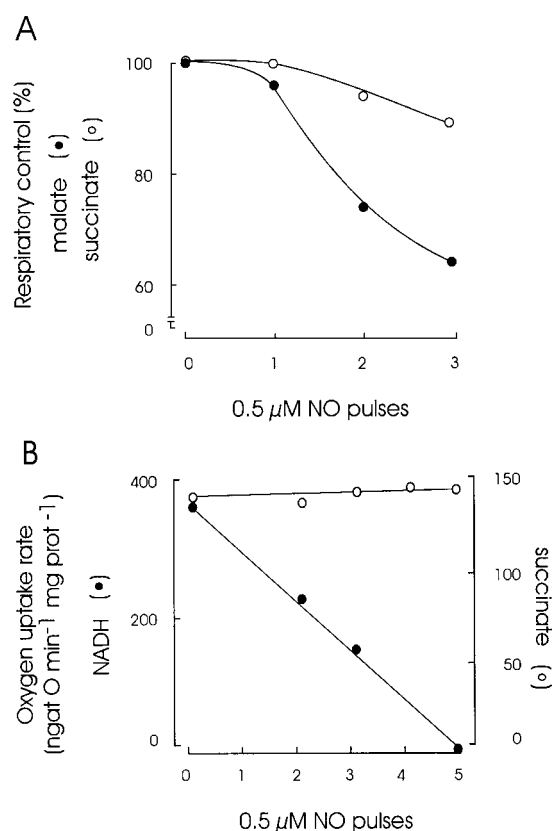 A
Respiratory control (%)
malate (●)
succinate (○)
100
80
60
0
0 1 2 3
0.5 µM NO pulses
B
Oxygen uptake rate
(ngat O min⁻¹ mg prot⁻¹)
NADH (●)
400
200
0
150
100
50
0
succinate (○)
0 1 2 3 4 5
0.5 µM NO pulses